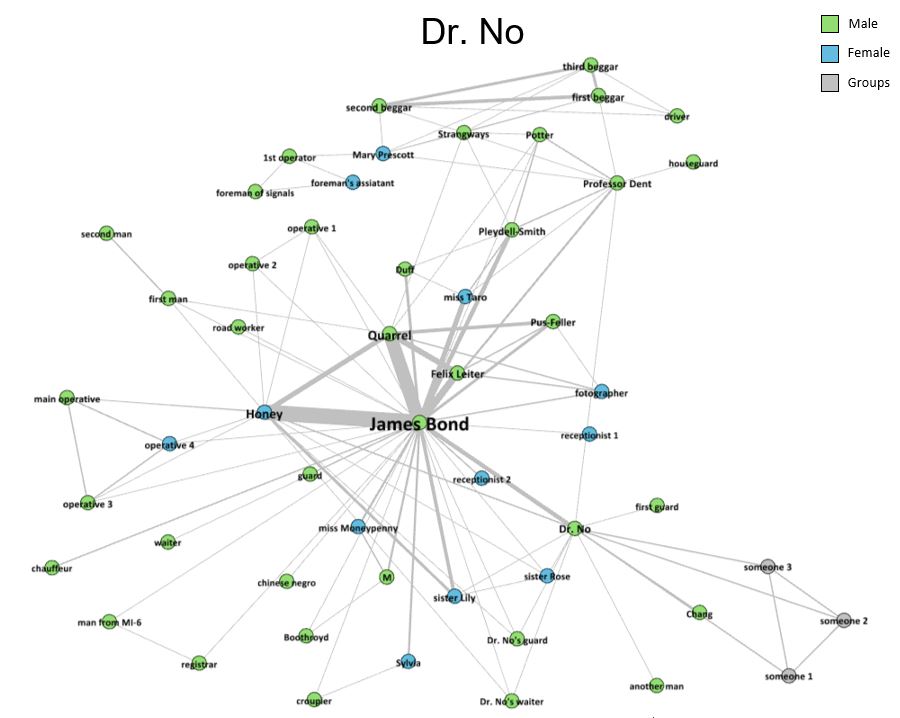 Dr. No
Male
Female
Groups
third beggar
first beggar
second beggar
driver
Strangways
Potter
Mary Prescott
1st operator
houseguard
foreman's assiatant
Professor Dent
foreman of signals
operative 1
Pleydell-Smith
second man
operative 2
Duff
first man
miss Taro
road worker
Pus-Feller
Quarrel
Felix Leiter
fotographer
main operative
Honey
James Bond
receptionist 1
operative 4
guard
receptionist 2
operative 3
first guard
miss Moneypenny
Dr. No
waiter
chauffeur
someone 3
chinese negro
M
sister Rose
sister Lily
Chang
man from MI-6
someone 2
Boothroyd
Dr. No's guard
registrar
Sylvia
someone 1
another man
croupier
Dr. No's waiter